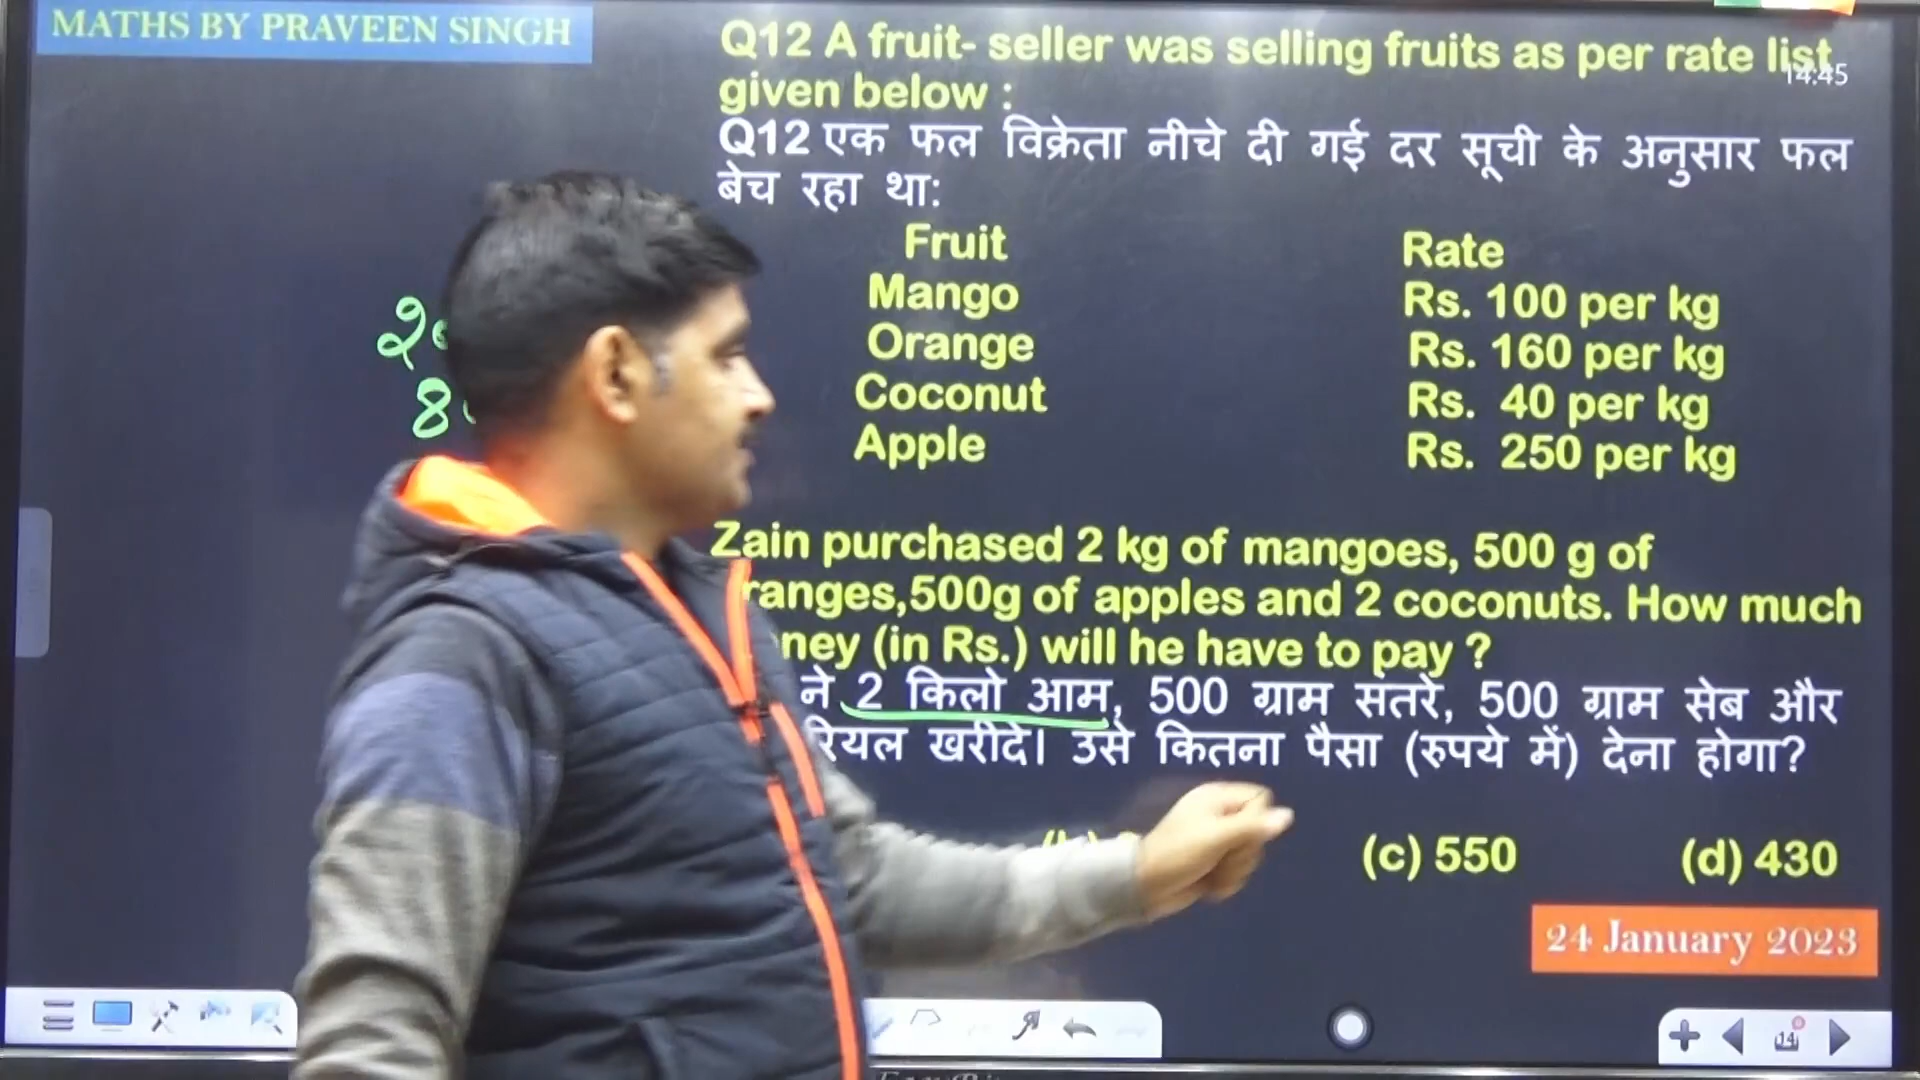 MATHS BY PRAVEEN SINGH
Q12 A fruit- seller was selling fruits as per rate list
14:45
given below :
Q12 एक फल विक्रेता नीचे दी गई दर सूची के अनुसार फल
बेच रहा था:
Fruit Rate
Mango Rs. 100 per kg
Orange Rs. 160 per kg
Coconut Rs. 40 per kg
Apple Rs. 250 per kg
Zain purchased 2 kg of mangoes, 500 g of
ranges,500g of apples and 2 coconuts. How much
ney (in Rs.) will he have to pay ?
ने 2 किलो आम, 500 ग्राम संतरे, 500 ग्राम सेब और
रियल खरीदे। उसे कितना पैसा (रुपये में) देना होगा?
(c) 550 (d) 430
24 January 2023
14